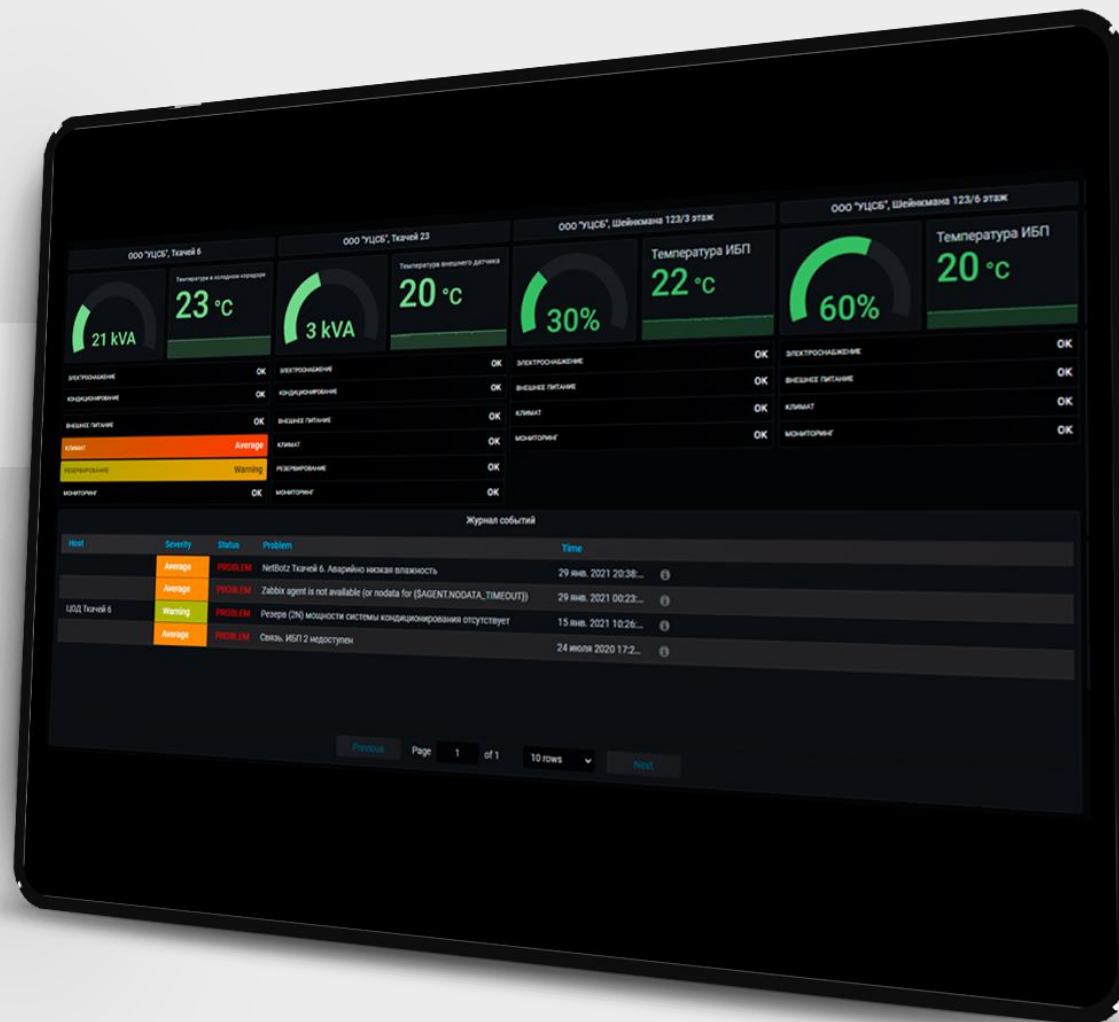 ООО "УЦСБ", Ткачей 6
Температура в холодном коридоре
21 kVA
23 °C
ЭЛЕКТРОСНАБЖЕНИЕ OK
КОНДИЦИОНИРОВАНИЕ OK
ВНЕШНЕЕ ПИТАНИЕ OK
КЛИМАТ Average
РЕЗЕРВИРОВАНИЕ Warning
МОНИТОРИНГ OK
ООО "УЦСБ", Ткачей 23
Температура внешнего датчика
3 kVA
20 °C
ЭЛЕКТРОСНАБЖЕНИЕ OK
КОНДИЦИОНИРОВАНИЕ OK
ВНЕШНЕЕ ПИТАНИЕ OK
КЛИМАТ OK
РЕЗЕРВИРОВАНИЕ OK
МОНИТОРИНГ OK
ООО "УЦСБ", Шейнкмана 123/3 этаж
Температура ИБП
30%
22 °C
ЭЛЕКТРОСНАБЖЕНИЕ OK
ВНЕШНЕЕ ПИТАНИЕ OK
КЛИМАТ OK
МОНИТОРИНГ OK
ООО "УЦСБ", Шейнкмана 123/6 этаж
Температура ИБП
60%
20 °C
ЭЛЕКТРОСНАБЖЕНИЕ OK
ВНЕШНЕЕ ПИТАНИЕ OK
КЛИМАТ OK
МОНИТОРИНГ OK
Журнал событий
Host Severity Status Problem Time
Average PROBLEM NetBotz Ткачей 6. Аварийно низкая влажность 29 янв. 2021 20:38:...
Average PROBLEM Zabbix agent is not available (or nodata for {$AGENT.NODATA_TIMEOUT}) 29 янв. 2021 00:23:...
ЦОД Ткачей 6 Warning PROBLEM Резерв (2N) мощности системы кондиционирования отсутствует 15 янв. 2021 10:26:...
Average PROBLEM Связь. ИБП 2 недоступен 24 июля 2020 17:2...
Previous Page 1 of 1 10 rows Next